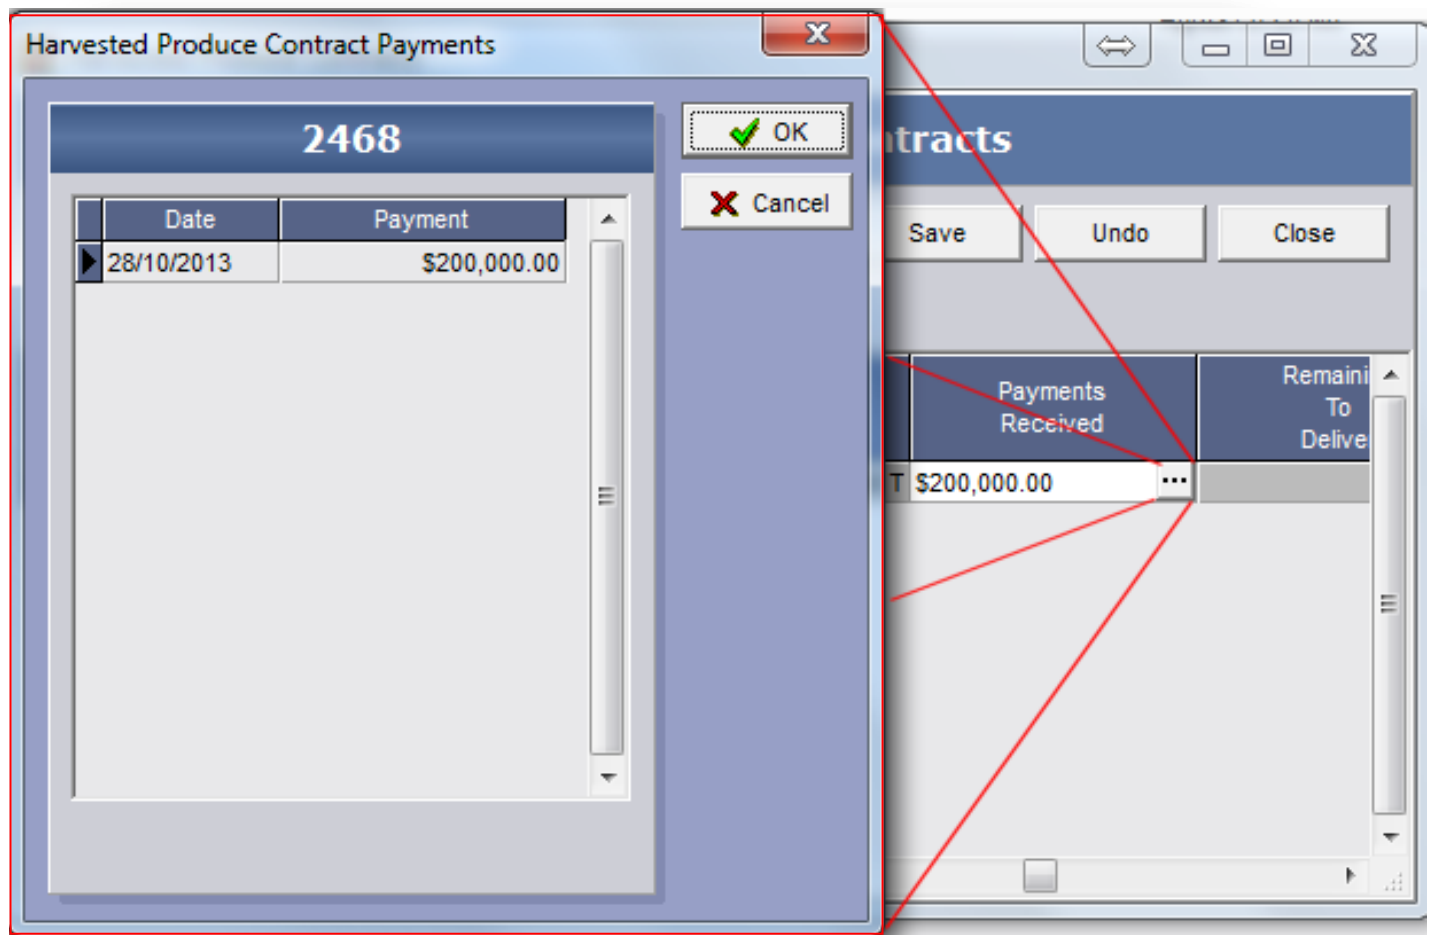 Harvested Produce Contract Payments
2468
OK
Cancel
Date Payment
28/10/2013 $200,000.00
tracts
Save Undo Close
Payments
Received
Remaini
To
Delive
T $200,000.00 ...